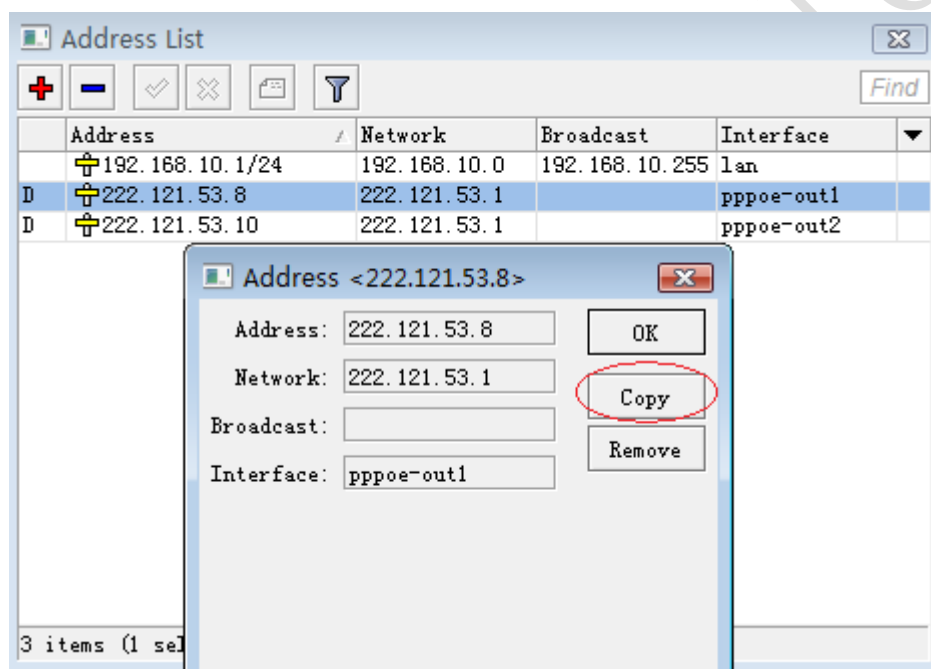 Address List
Find
Address Network Broadcast Interface
192.168.10.1/24 192.168.10.0 192.168.10.255 lan
D 222.121.53.8 222.121.53.1 pppoe-out1
D 222.121.53.10 222.121.53.1 pppoe-out2
Address <222.121.53.8>
Address: 222.121.53.8 OK
Network: 222.121.53.1 Copy
Broadcast:
Remove
Interface: pppoe-out1
3 items (1 sel